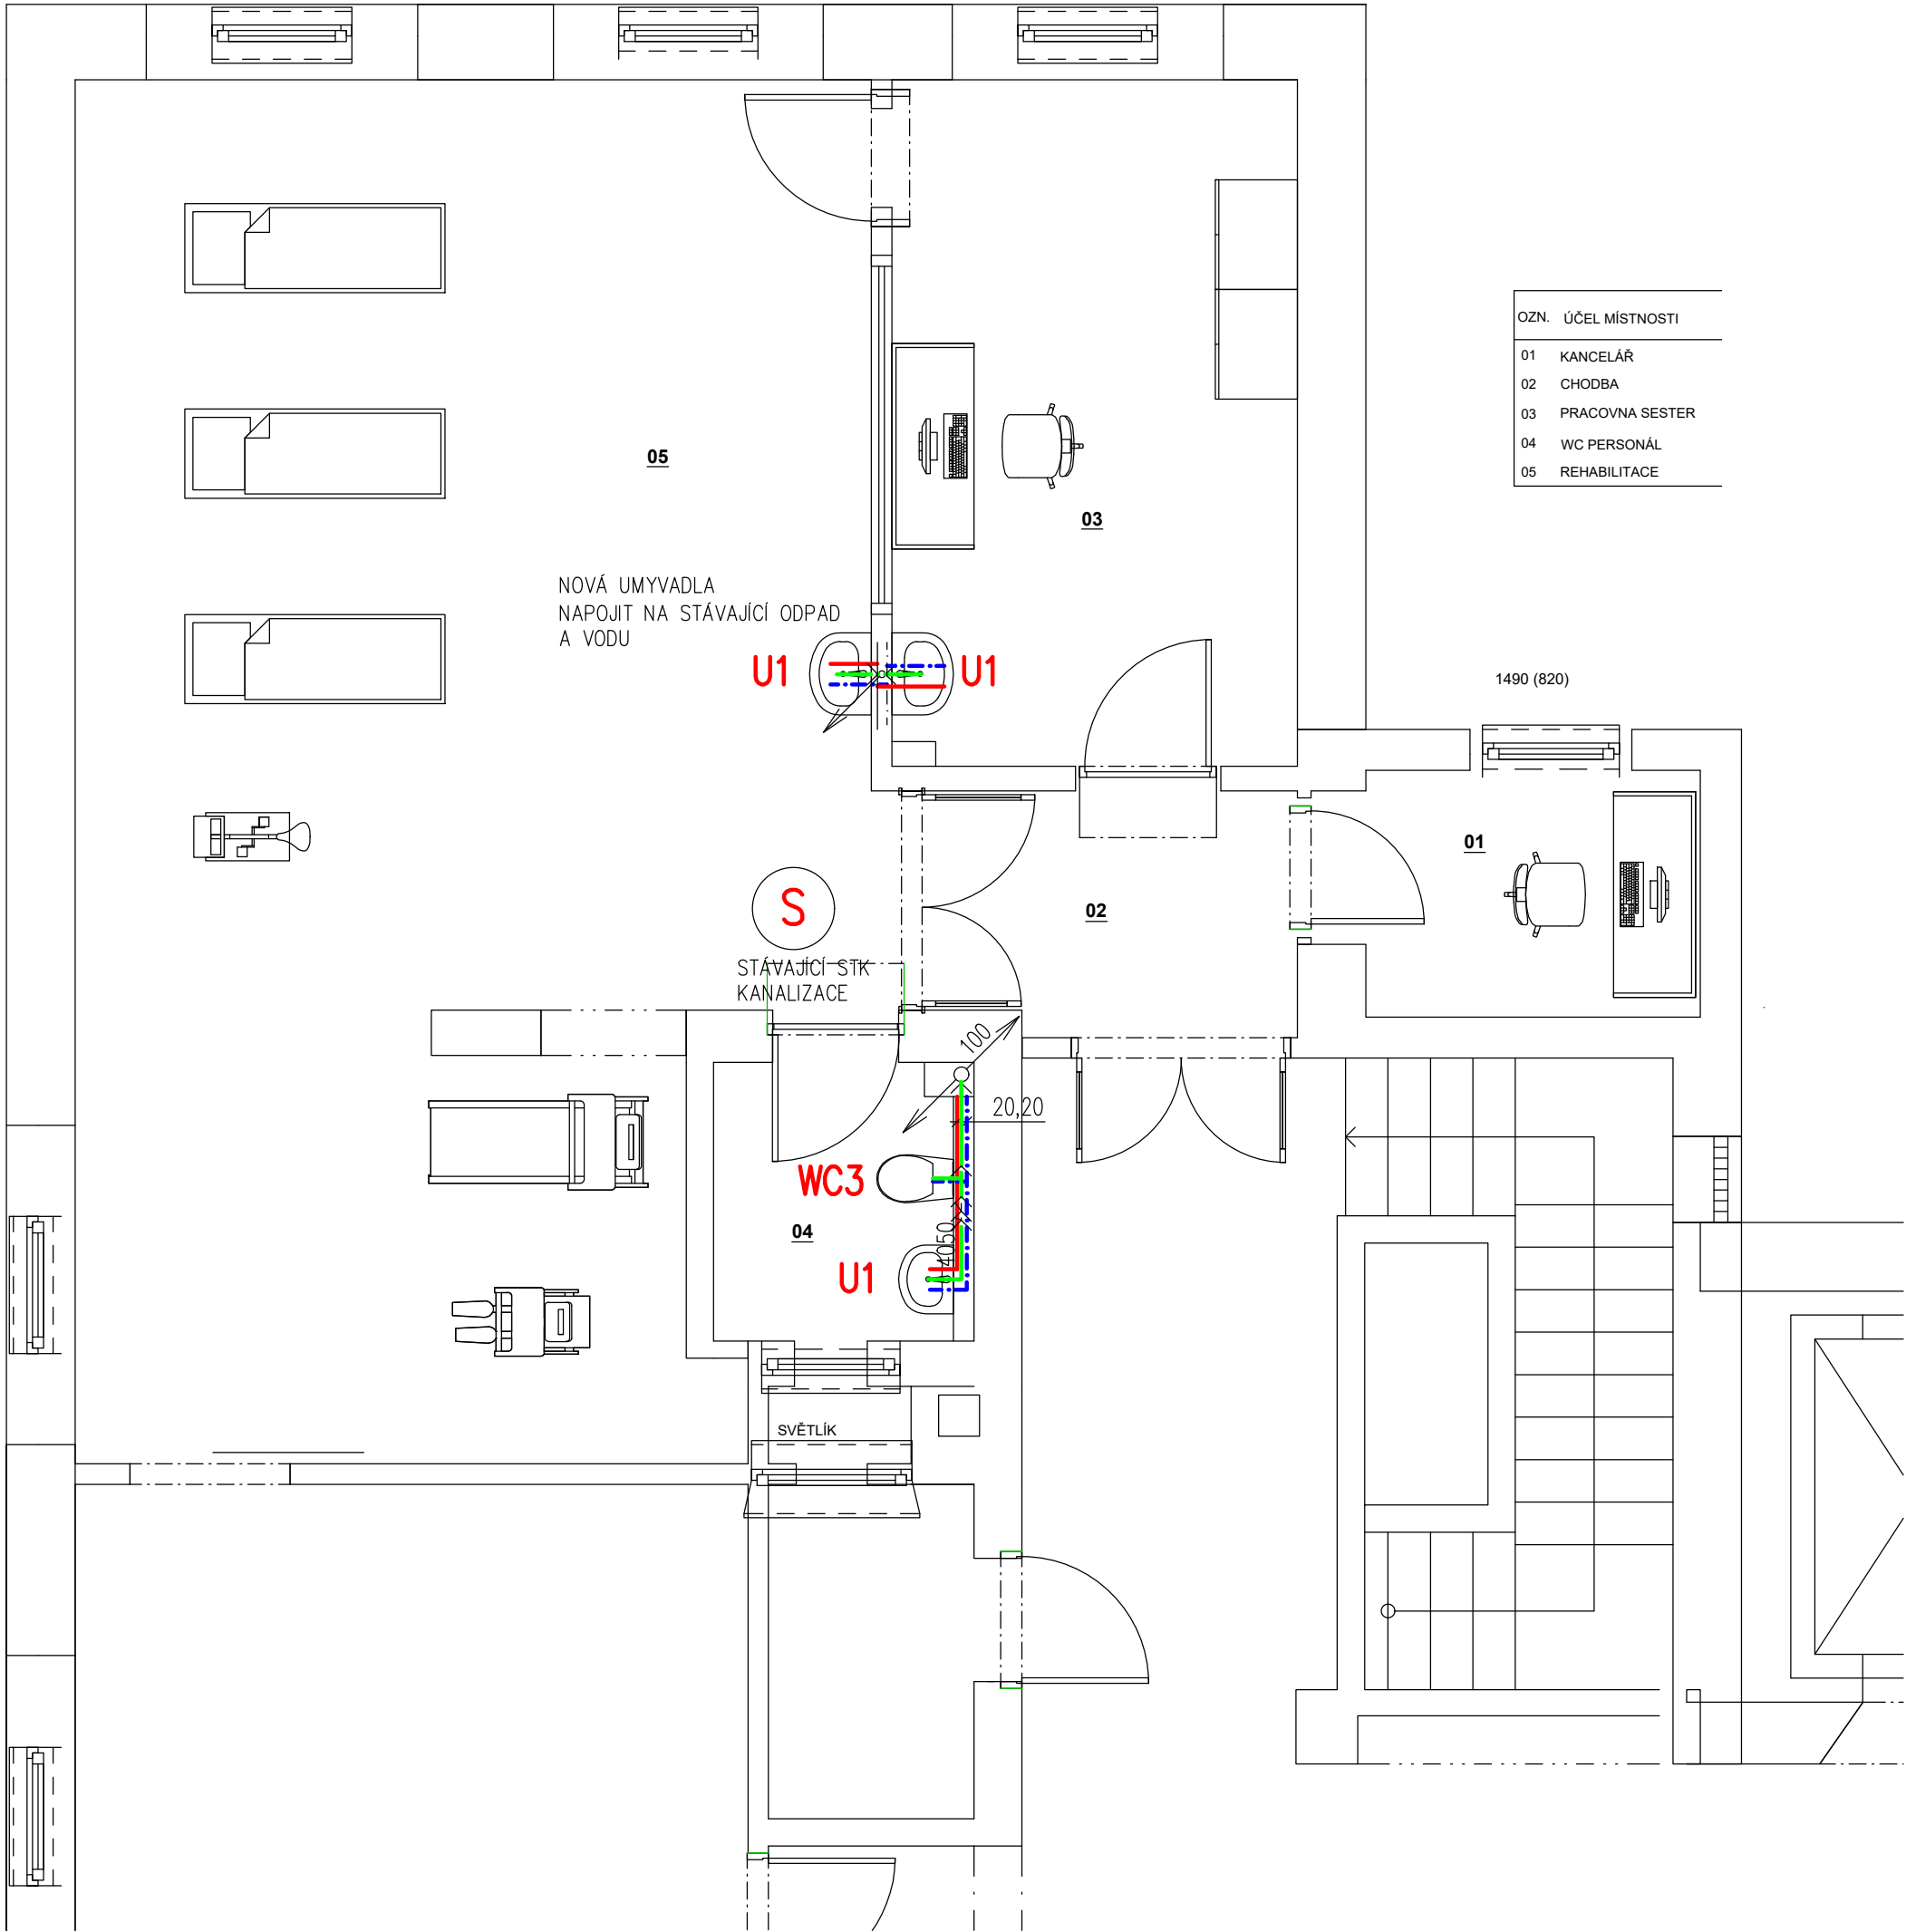 OZN. ÚČEL MÍSTNOSTI
01 KANCELÁŘ
02 CHODBA
03 PRACOVNA SESTER
04 WC PERSONÁL
05 REHABILITACE
05
03
NOVÁ UMYVADLA
NAPOJIT NA STÁVAJÍCÍ ODPAD
A VODU
U1
U1
1490 (820)
01
S
02
STÁVAJÍCÍ STK
KANALIZACE
100
20,20
WC3
04
50
40
U1
SVĚTLÍK